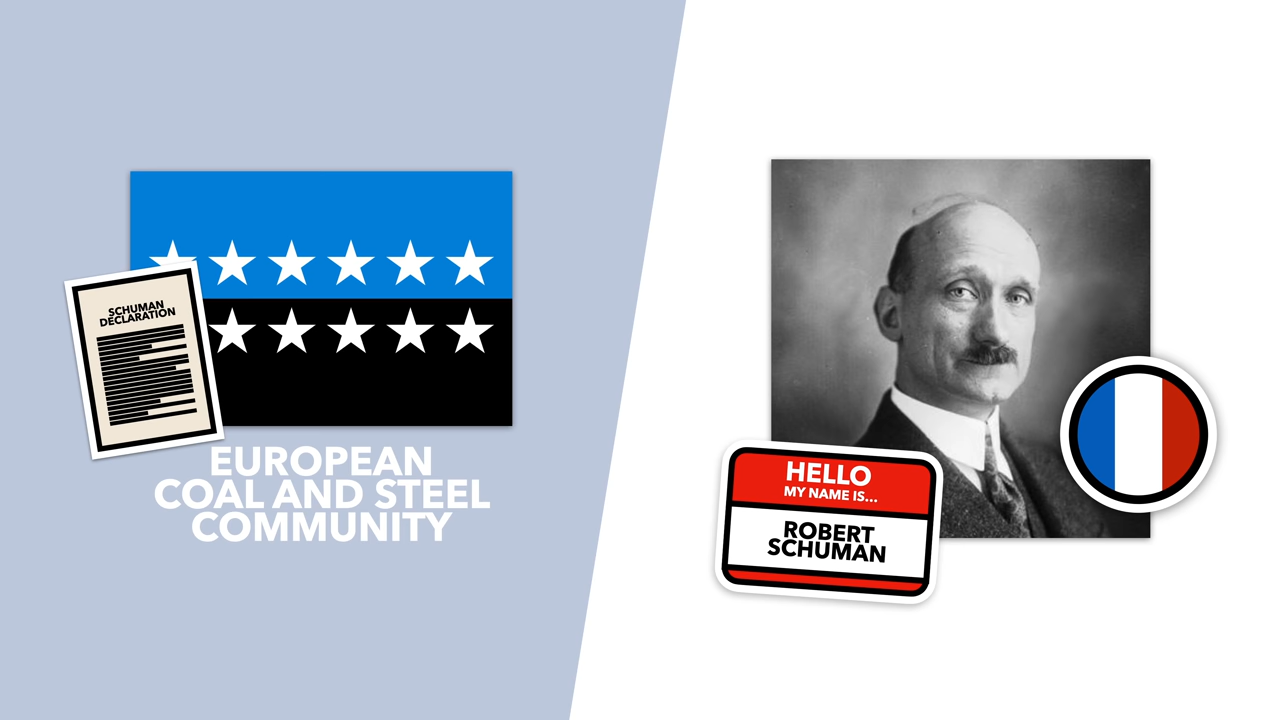 SCHUMAN
DECLARATION
EUROPEAN
COAL AND STEEL
COMMUNITY
HELLO
MY NAME IS...
ROBERT
SCHUMAN